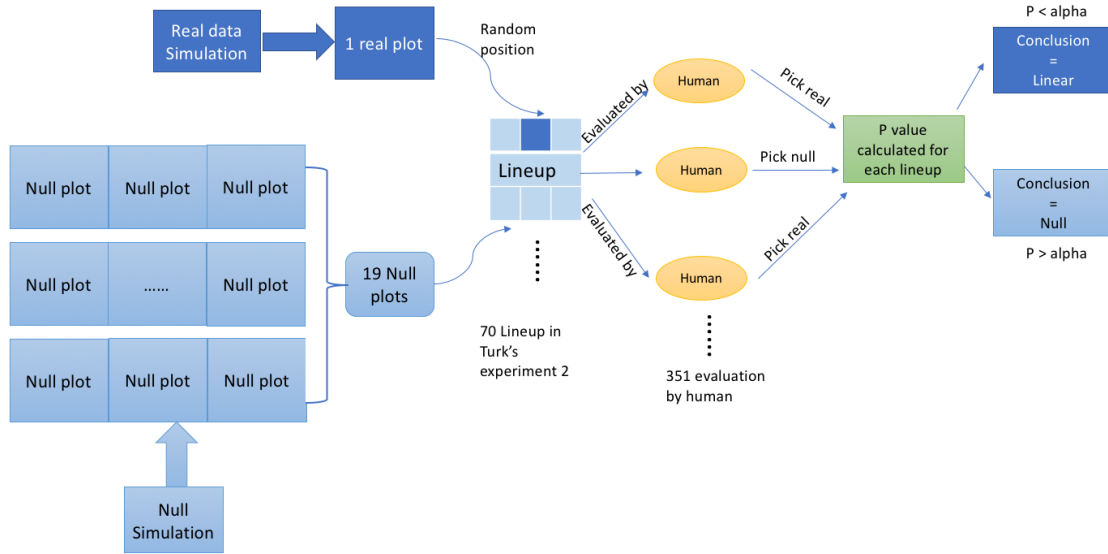 Real data
Simulation
1 real plot
Random
position
Null plot
Null plot
Null plot
Null plot
......
Null plot
Null plot
Null plot
Null plot
Null
Simulation
19 Null
plots
Lineup
70 Lineup in
Turk's
experiment 2
Evaluated by
Evaluated by
Human
Human
Human
351 evaluation
by human
Pick real
Pick null
Pick real
P value
calculated for
each lineup
P < alpha
Conclusion
=
Linear
Conclusion
=
Null
P > alpha